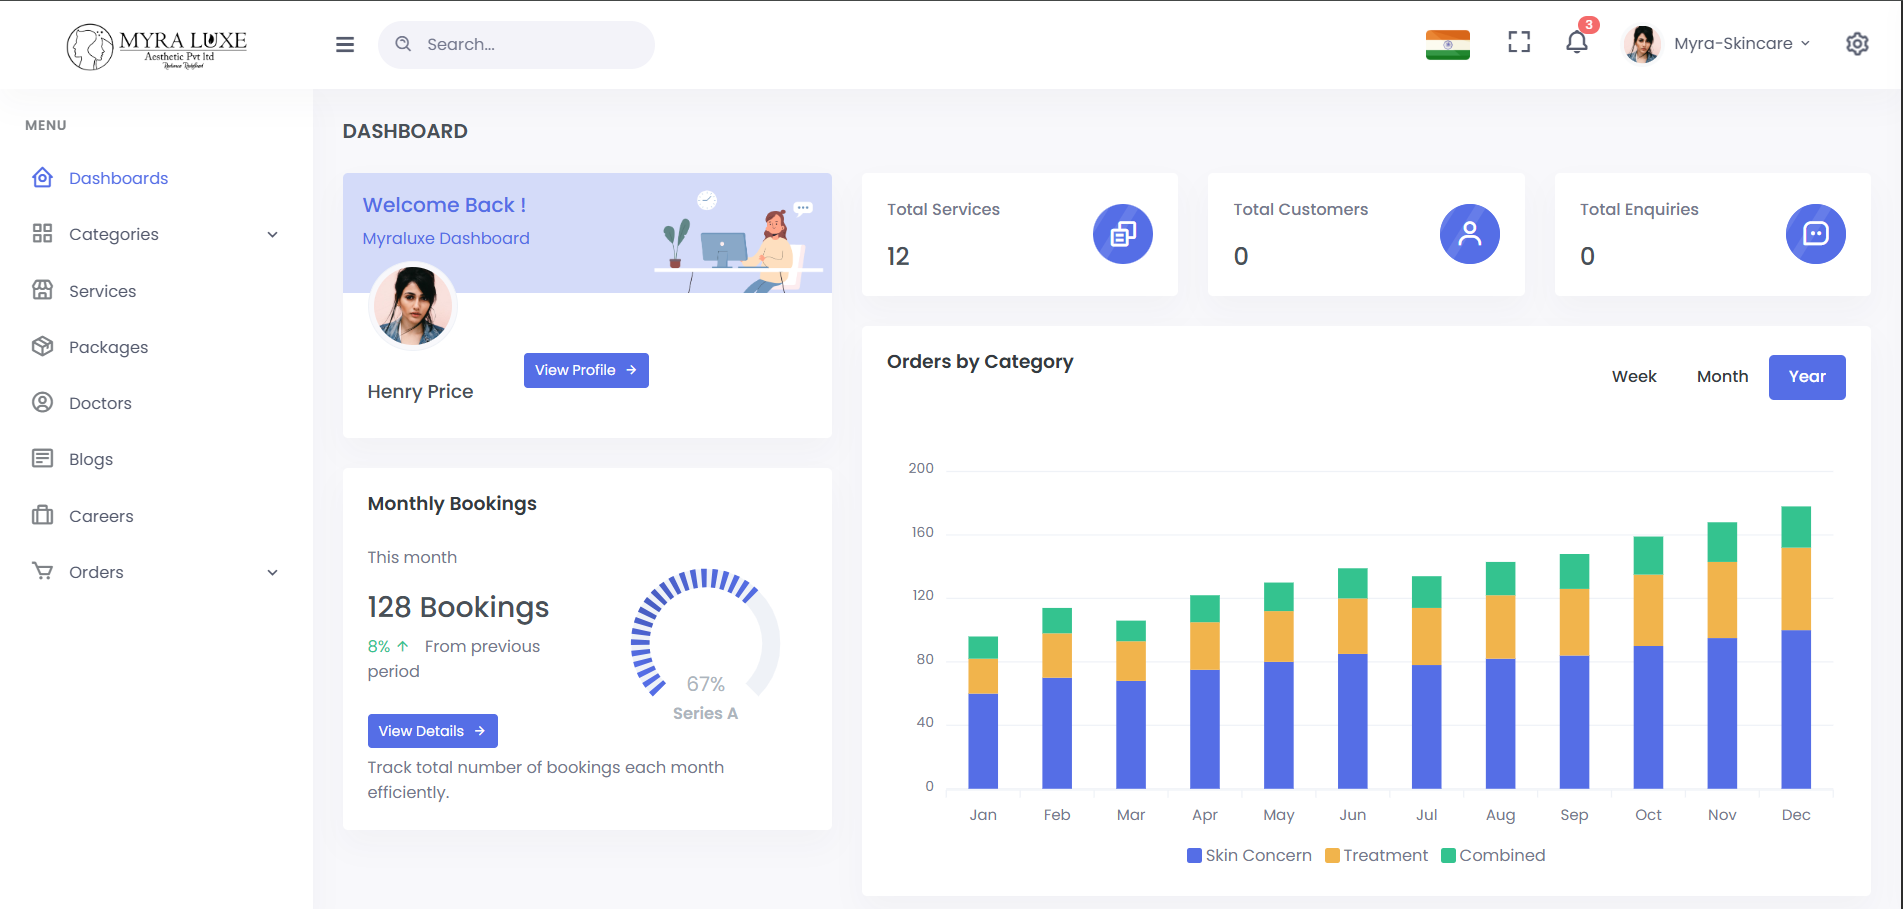 MYRA LUXE
Aesthetic Pvt ltd
Radiance Redefined
Search...
3
Myra-Skincare
MENU
Dashboards
Categories
Services
Packages
Doctors
Blogs
Careers
Orders
DASHBOARD
Welcome Back !
Myraluxe Dashboard
Henry Price
View Profile →
Total Services
12
Total Customers
0
Total Enquiries
0
Monthly Bookings
This month
128 Bookings
8% ↑ From previous
period
67%
Series A
View Details →
Track total number of bookings each month
efficiently.
Orders by Category
Week Month Year
200
160
120
80
40
0
Jan Feb Mar Apr May Jun Jul Aug Sep Oct Nov Dec
Skin Concern Treatment Combined